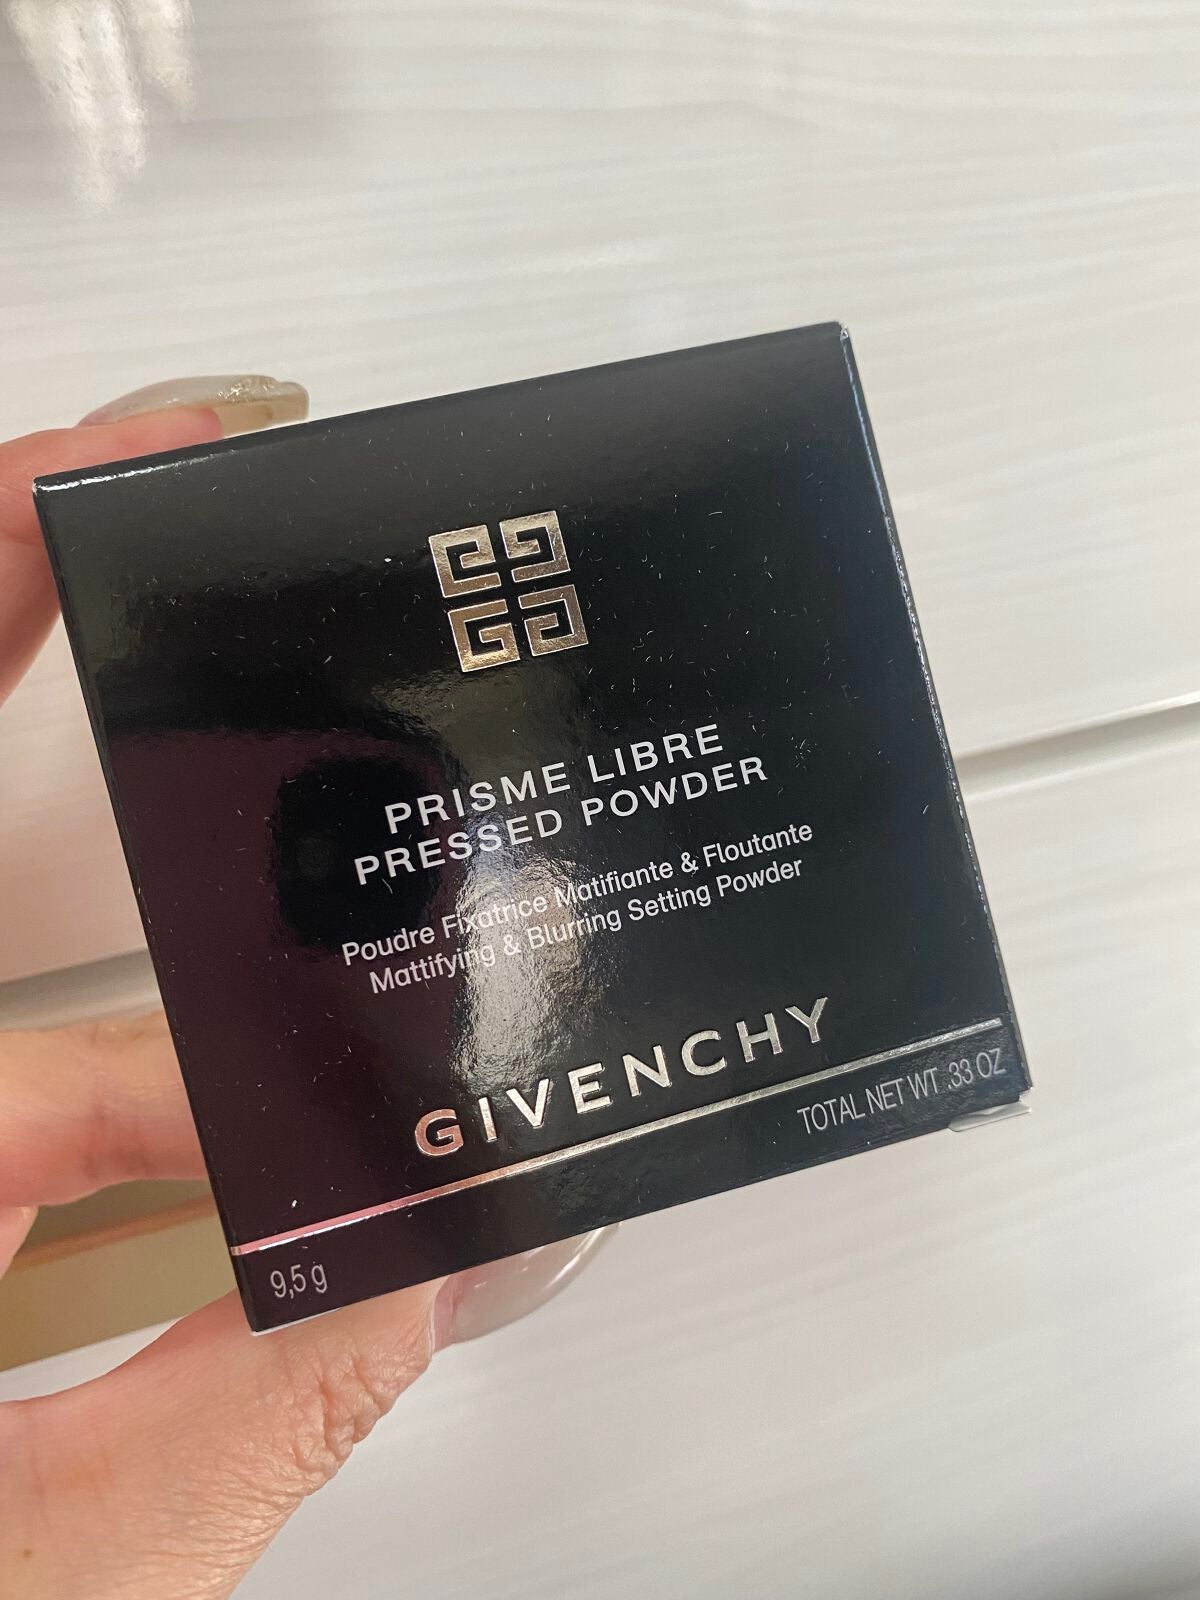 PRISME LIBRE
PRESSED POWDER
Poudre Fixatrice Matifiante & Floutante
Mattifying & Blurring Setting Powder
GIVENCHY
9,5 g
TOTAL NET WT .33 OZ